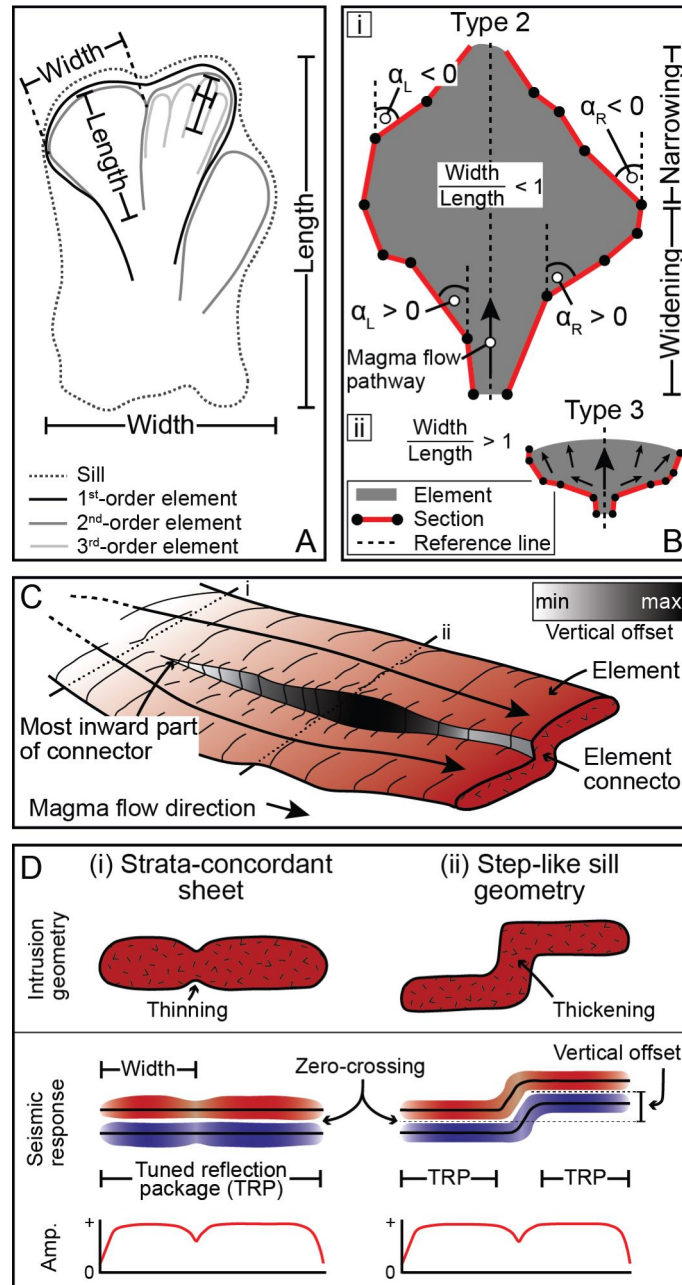 A
Width
Length
Length
Width
Sill
1st-order element
2nd-order element
3rd-order element
B
i
Type 2
αL < 0
αR < 0
Width
Length
< 1
αL > 0
αR > 0
Magma flow
pathway
Narrowing
Widening
ii
Width
Length
> 1
Type 3
Element
Section
Reference line
C
i
ii
min
max
Vertical offset
Element
Most inward part
of connector
Element
connecto
Magma flow direction
D
(i) Strata-concordant
sheet
(ii) Step-like sill
geometry
Intrusion
geometry
Thinning
Thickening
Seismic
response
Width
Zero-crossing
Vertical offset
Tuned reflection
package (TRP)
TRP
TRP
Amp.
+
0
+
0